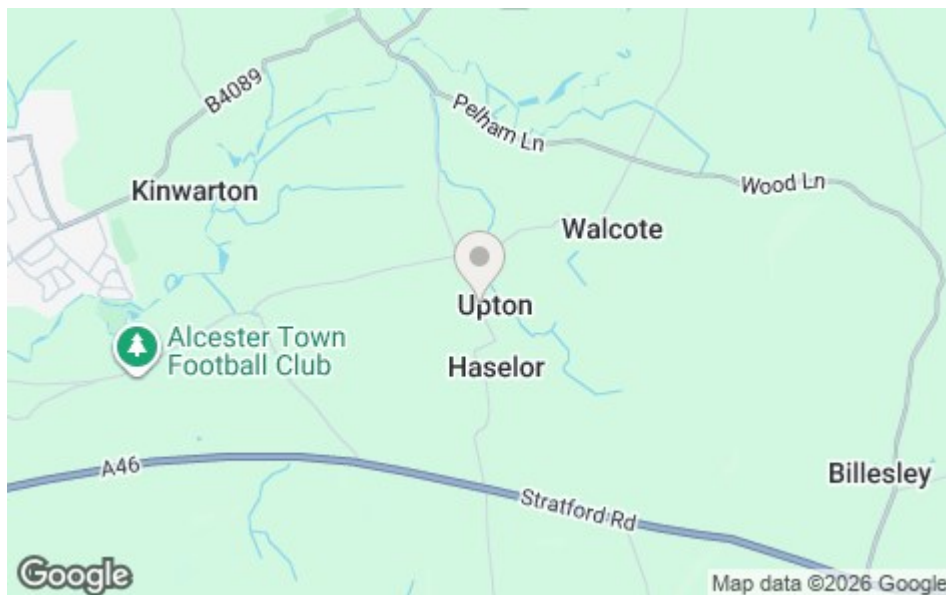 B4089
Pelham Ln
Kinwarton
Wood Ln
Walcote
Upton
Alcester Town
Football Club
Haselor
A46
Billesley
Stratford Rd
Google
Map data ©2026 Google